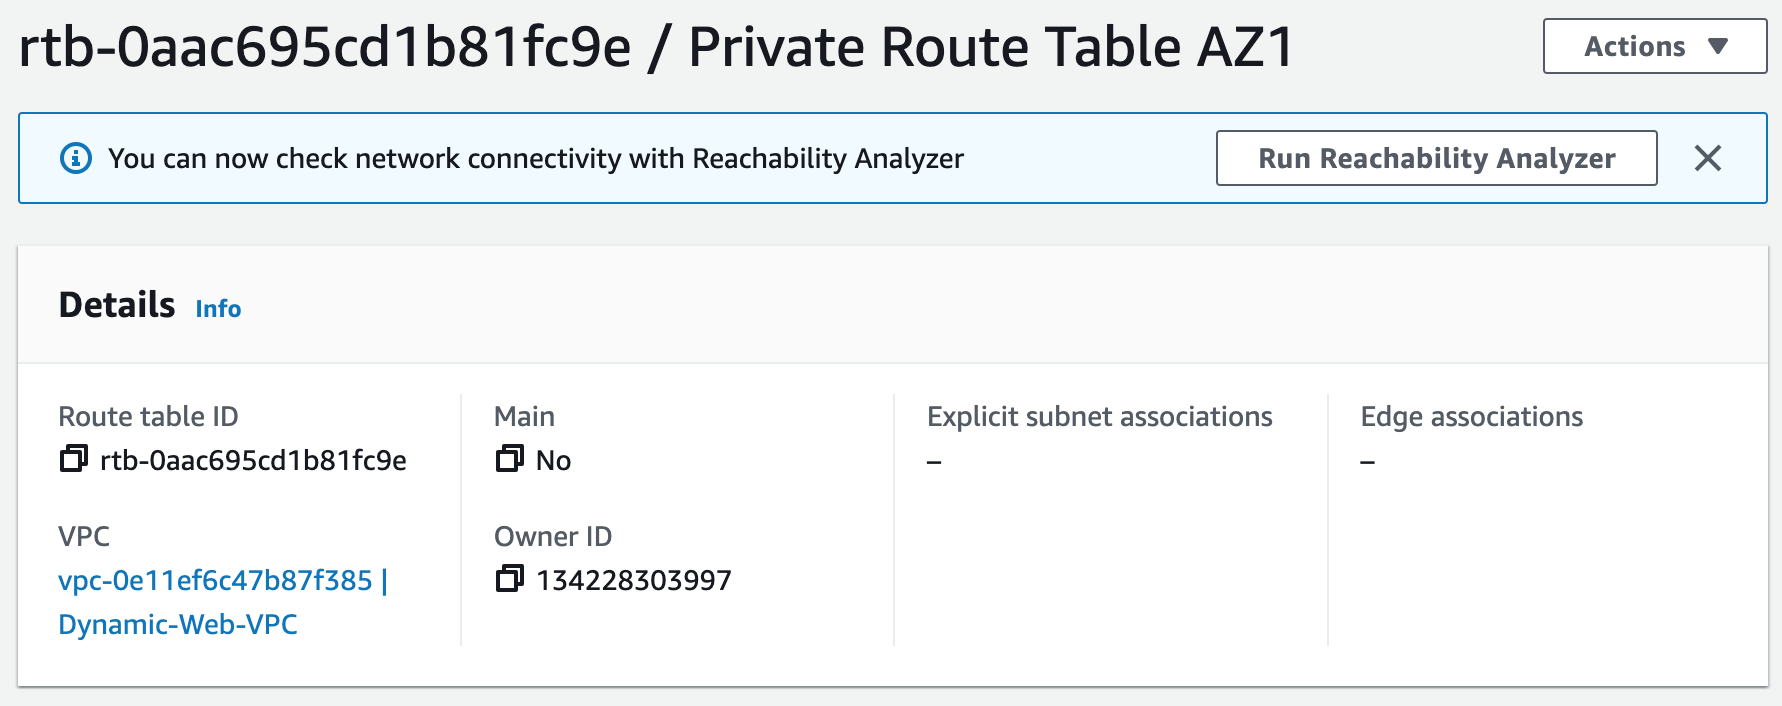 rtb-0aac695cd1b81fc9e / Private Route Table AZ1
Actions
You can now check network connectivity with Reachability Analyzer
Run Reachability Analyzer
Details Info
Route table ID
rtb-0aac695cd1b81fc9e
Main
No
Explicit subnet associations
–
Edge associations
–
VPC
vpc-0e11ef6c47b87f385 |
Dynamic-Web-VPC
Owner ID
134228303997